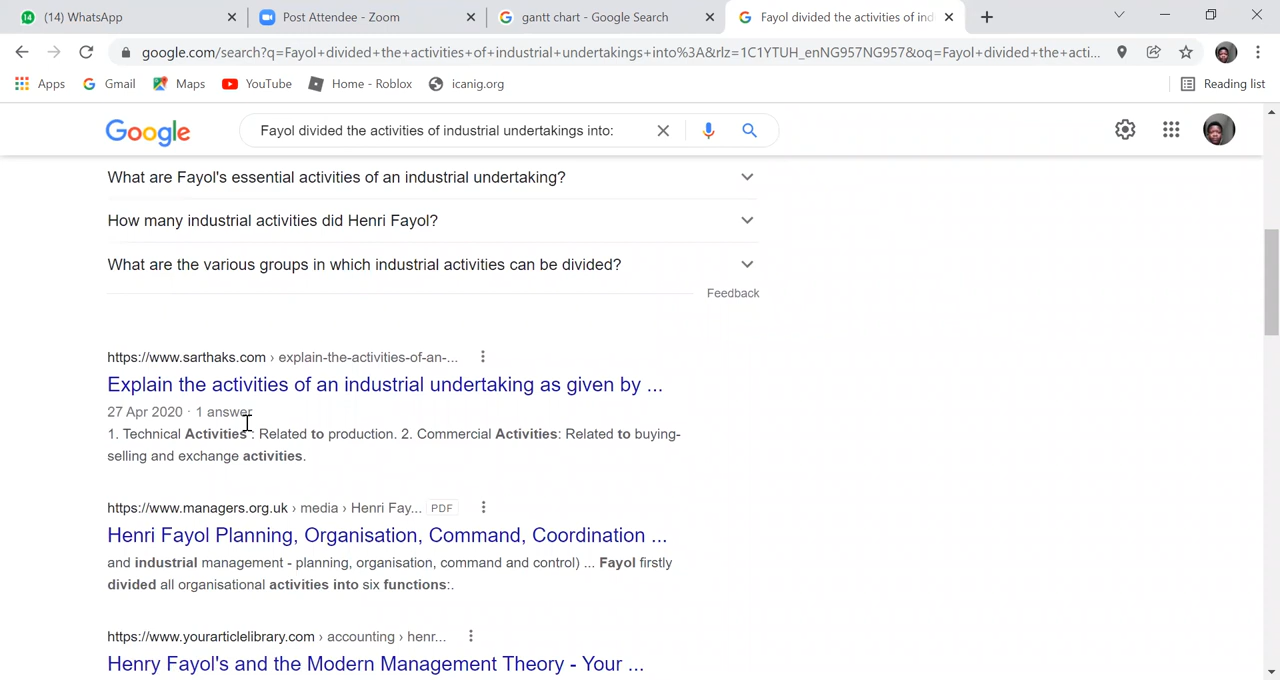 (14) WhatsApp
Post Attendee - Zoom
gantt chart - Google Search
Fayol divided the activities of ind
google.com/search?q=Fayol+divided+the+activities+of+industrial+undertakings+into%3A&rlz=1C1YTUH_enNG957NG957&oq=Fayol+divided+the+acti...
Apps
Gmail
Maps
YouTube
Home - Roblox
icanig.org
Reading list
Google
Fayol divided the activities of industrial undertakings into:
What are Fayol's essential activities of an industrial undertaking?
How many industrial activities did Henri Fayol?
What are the various groups in which industrial activities can be divided?
Feedback
https://www.sarthaks.com › explain-the-activities-of-an-...
Explain the activities of an industrial undertaking as given by ...
27 Apr 2020 · 1 answer
1. Technical Activities : Related to production. 2. Commercial Activities: Related to buying-
selling and exchange activities.
https://www.managers.org.uk › media › Henri Fay... PDF
Henri Fayol Planning, Organisation, Command, Coordination ...
and industrial management - planning, organisation, command and control) ... Fayol firstly
divided all organisational activities into six functions:.
https://www.yourarticlelibrary.com › accounting › henr...
Henry Fayol's and the Modern Management Theory - Your ...